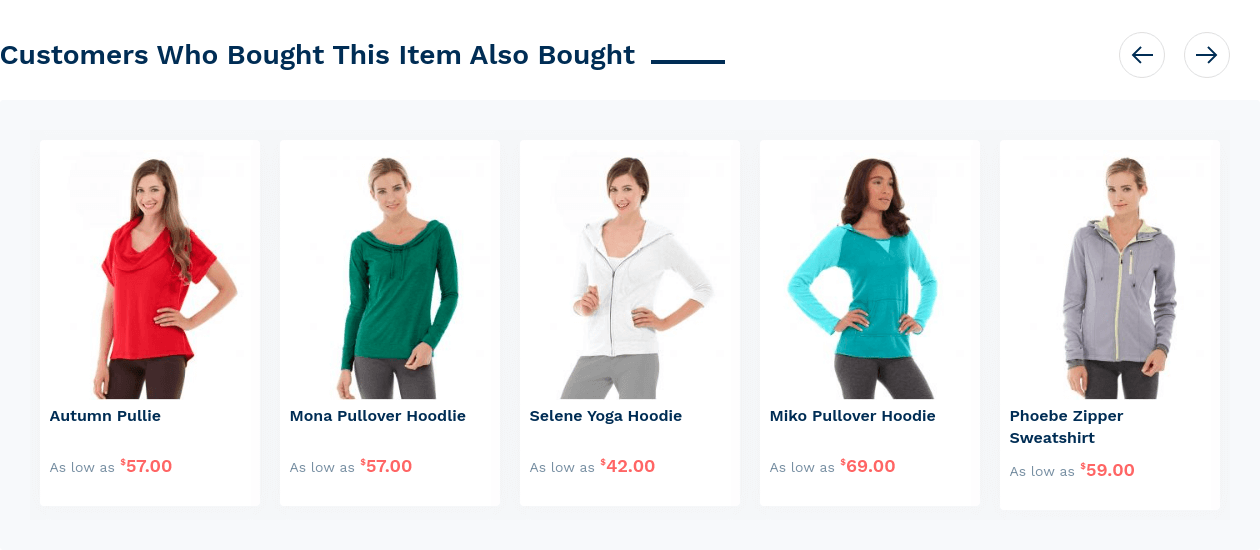 Customers Who Bought This Item Also Bought
Autumn Pullie
As low as $57.00
Mona Pullover Hoodlie
As low as $57.00
Selene Yoga Hoodie
As low as $42.00
Miko Pullover Hoodie
As low as $69.00
Phoebe Zipper
Sweatshirt
As low as $59.00